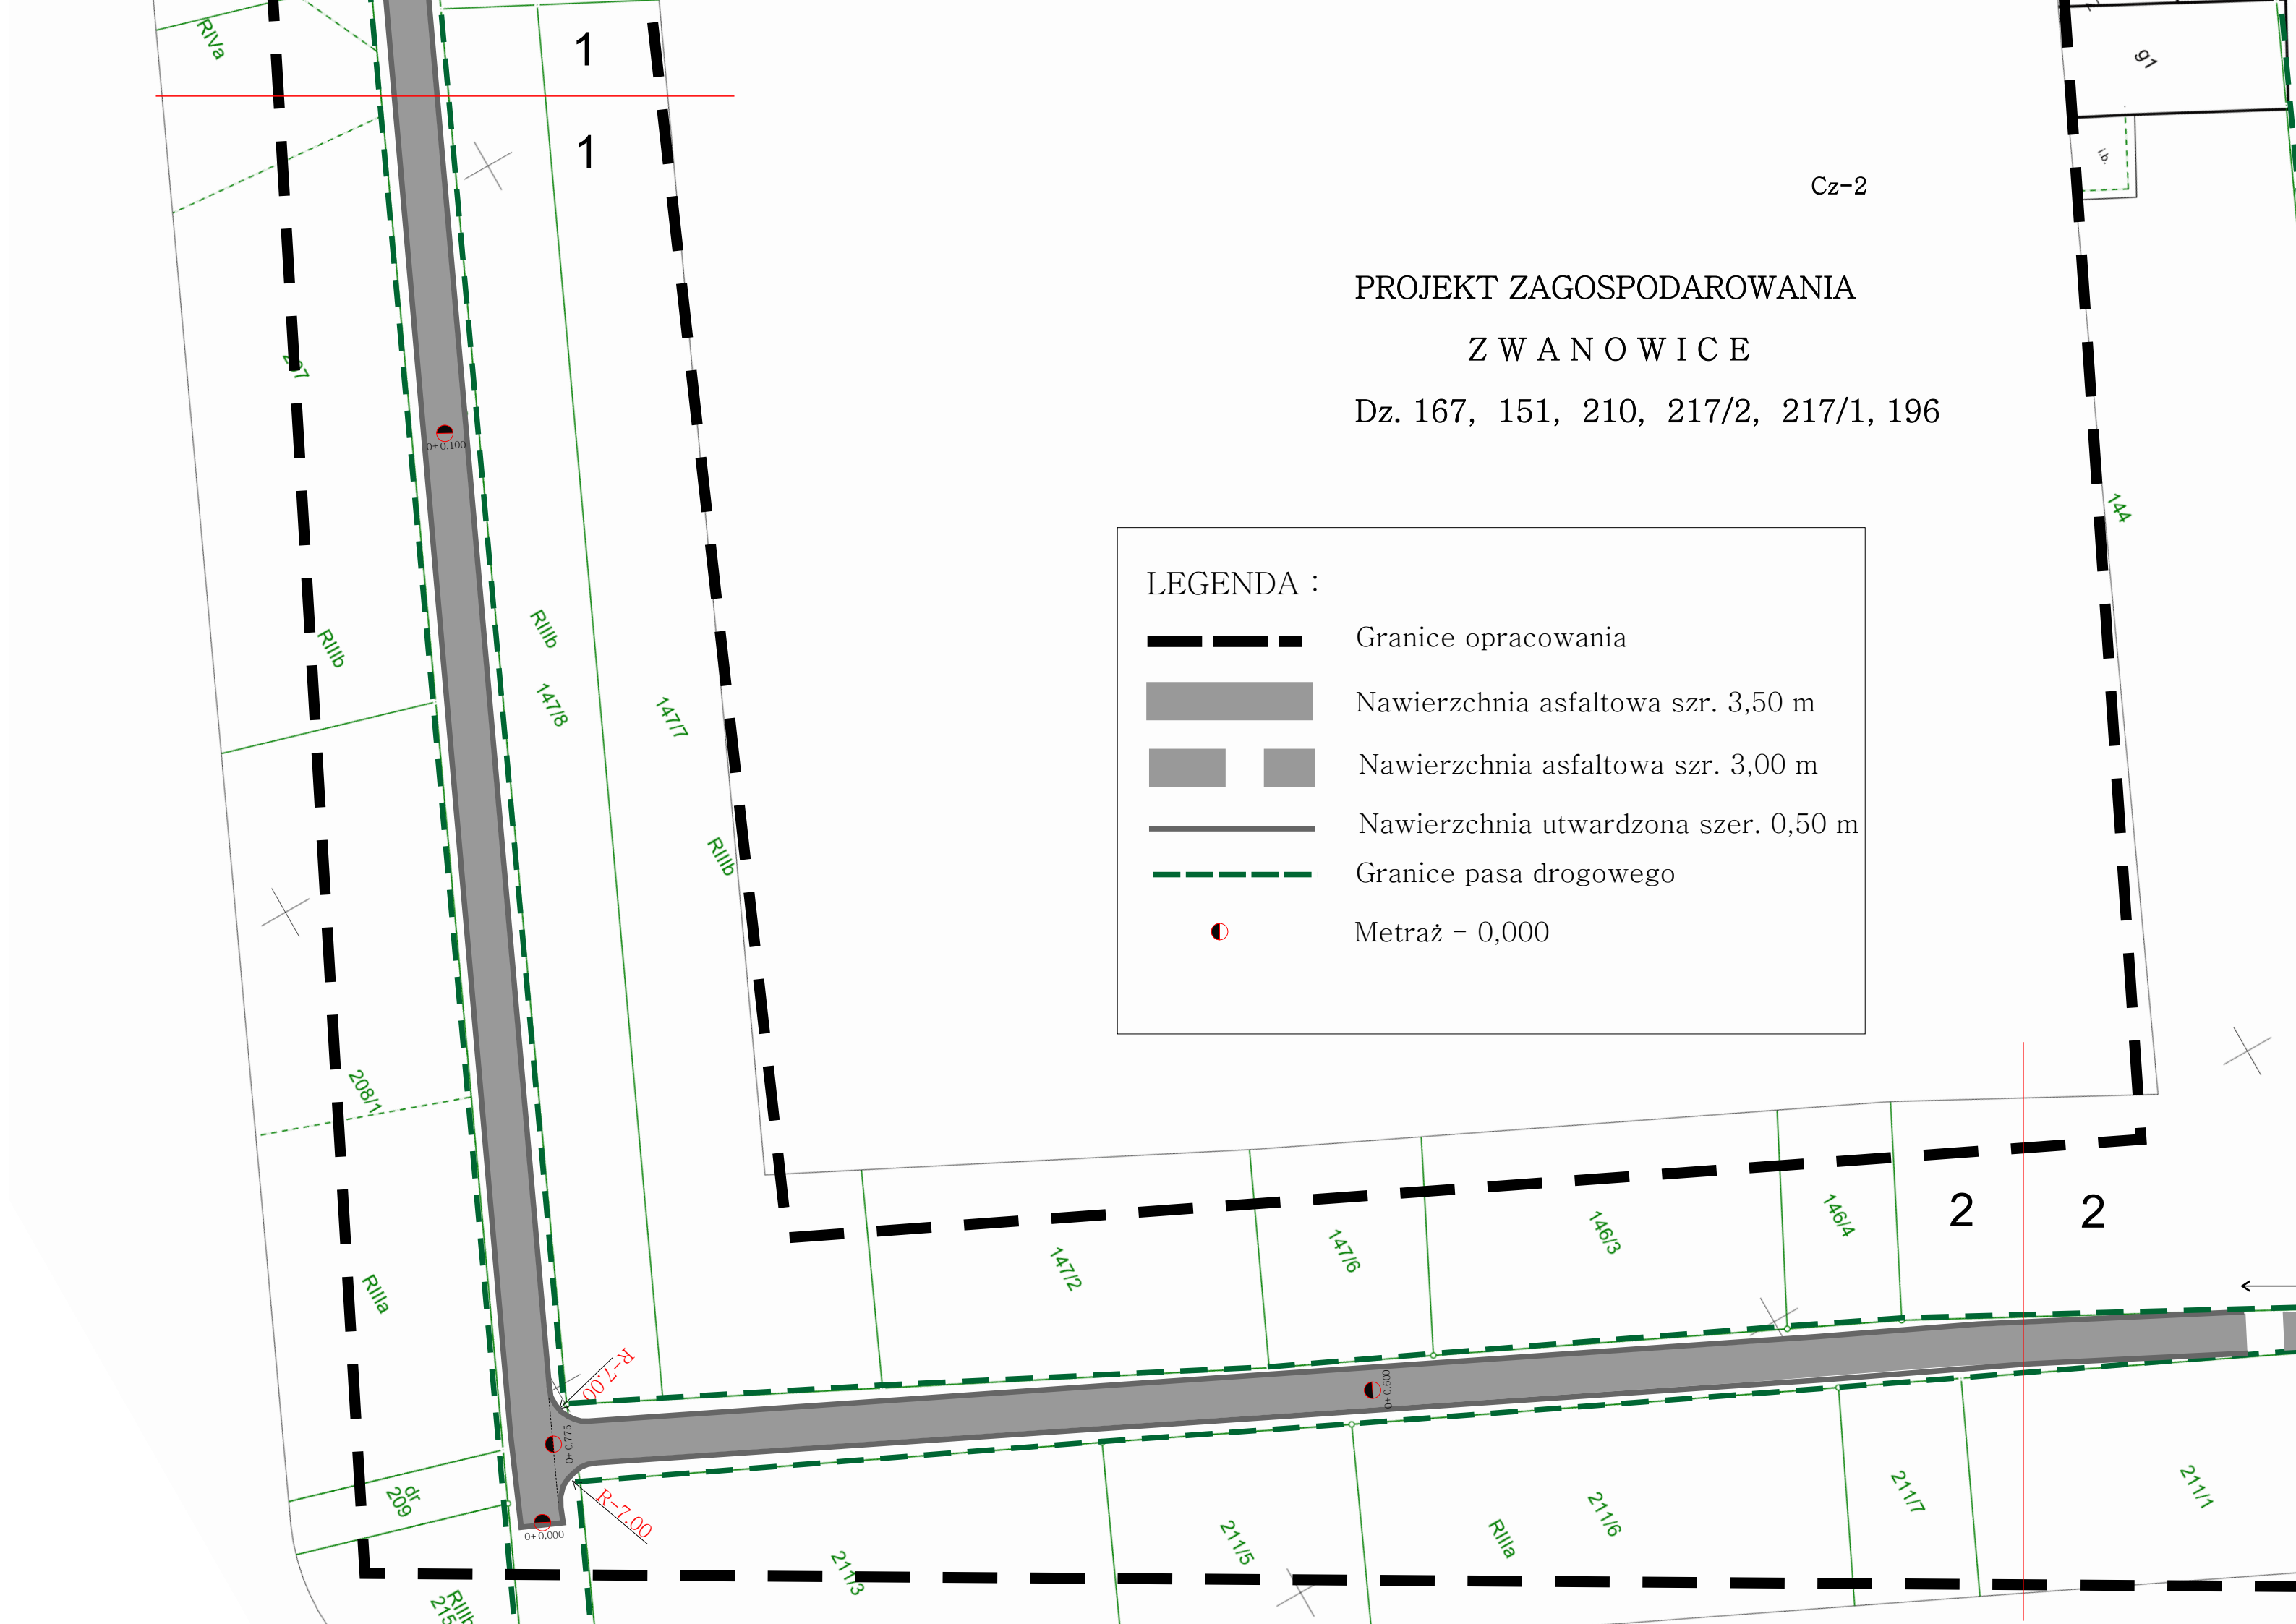 RIVa
1
1
g1
i.b.
Cz-2
PROJEKT ZAGOSPODAROWANIA
ZWANOWICE
Dz. 167, 151, 210, 217/2, 217/1, 196
0+0,100
144
LEGENDA :
Granice opracowania
Nawierzchnia asfaltowa szr. 3,50 m
Nawierzchnia asfaltowa szr. 3,00 m
Nawierzchnia utwardzona szer. 0,50 m
Granice pasa drogowego
Metraż - 0,000
RIIIb
RIIIb
147/8
147/7
RIIIb
208/1
RIIIa
147/2
147/6
146/3
146/4
2
2
R-7.00
0+0,600
0+0,775
R-7.00
0+0.000
dr
209
211/3
211/5
RIIIa
211/6
211/7
211/1
RIIIb